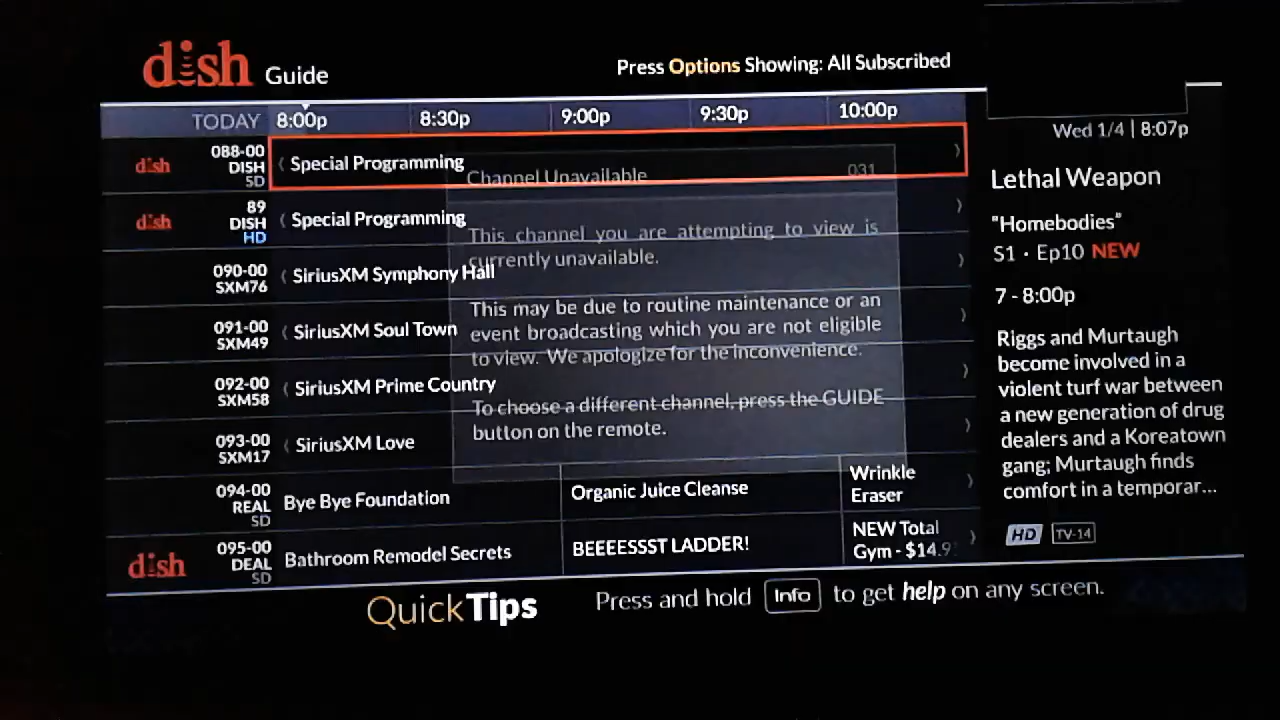 dish Guide
Press Options Showing: All Subscribed
TODAY 8:00p 8:30p 9:00p 9:30p 10:00p
Wed 1/4 | 8:07p
dish 088-00 DISH SD Special Programming
dish 89 DISH HD Special Programming
090-00 SXM76 SiriusXM Symphony Hall
091-00 SXM49 SiriusXM Soul Town
092-00 SXM58 SiriusXM Prime Country
093-00 SXM17 SiriusXM Love
094-00 REAL SD Bye Bye Foundation Organic Juice Cleanse Wrinkle Eraser
dish 095-00 DEAL SD Bathroom Remodel Secrets BEEEESSST LADDER! NEW Total Gym - $14.9
Channel Unavailable 031
This channel you are attempting to view is
currently unavailable.
This may be due to routine maintenance or an
event broadcasting which you are not eligible
to view. We apologize for the inconvenience.
To choose a different channel, press the GUIDE
button on the remote.
Lethal Weapon
"Homebodies"
S1 · Ep10 NEW
7 - 8:00p
Riggs and Murtaugh
become involved in a
violent turf war between
a new generation of drug
dealers and a Koreatown
gang; Murtaugh finds
comfort in a temporar...
HD TV-14
QuickTips Press and hold Info to get help on any screen.